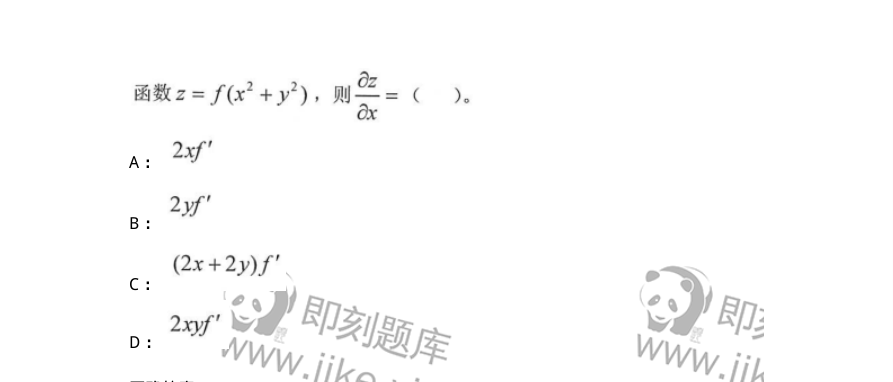 函数 z = f(x² + y²)，则 ∂z/∂x = （ ）。
A： 2xf′
B： 2yf′
C： (2x + 2y) f′
D： 2xyf′
即刻题库
www.jike
即
www.jik